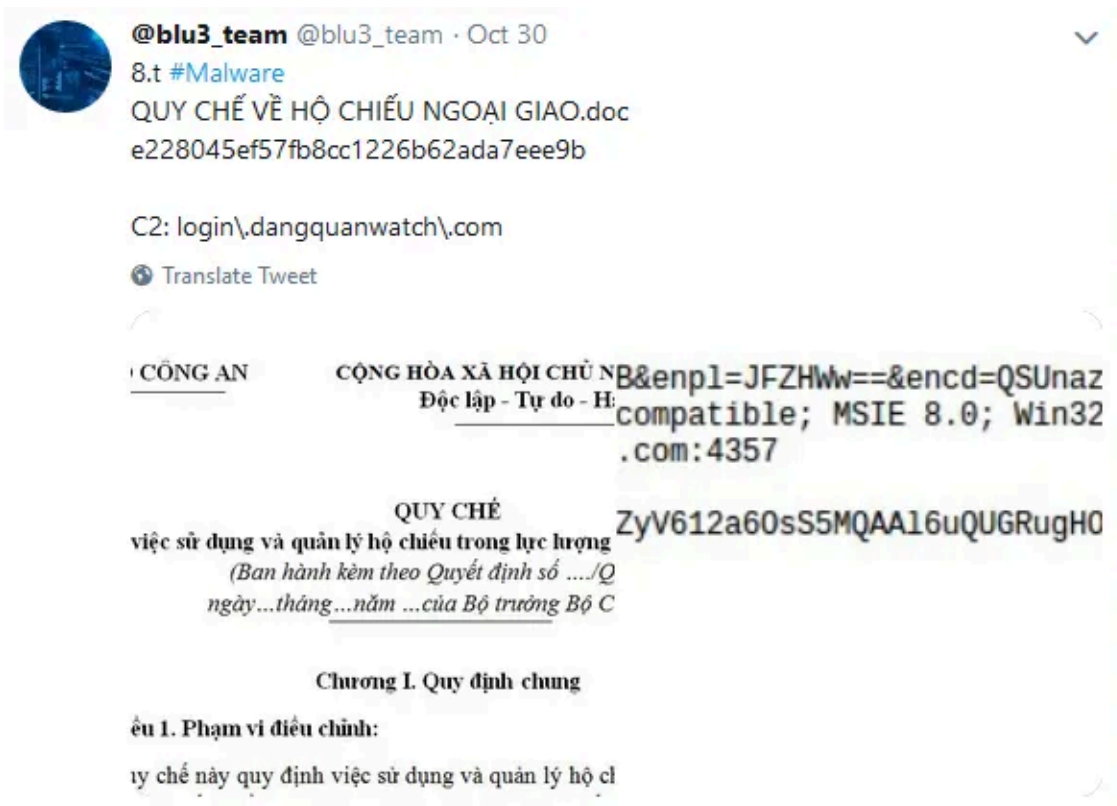 @blu3_team @blu3_team · Oct 30
8.t #Malware
QUY CHẾ VỀ HỘ CHIẾU NGOẠI GIAO.doc
e228045ef57fb8cc1226b62ada7eee9b
C2: login\.dangquanwatch\.com
Translate Tweet
CÔNG AN
CỘNG HÒA XÃ HỘI CHỦ N
Độc lập - Tự do - H
QUY CHẾ
việc sử dụng và quản lý hộ chiếu trong lực lượng
(Ban hành kèm theo Quyết định số ..../Q
ngày...tháng...năm ...của Bộ trưởng Bộ C
Chương I. Quy định chung
ều 1. Phạm vi điều chỉnh:
uy chế này quy định việc sử dụng và quản lý hộ ch
B&enpl=JFZHWw==&encd=QSUnaz
compatible; MSIE 8.0; Win32
.com:4357
ZyV612a6OsS5MQAAl6uQUGRugHO